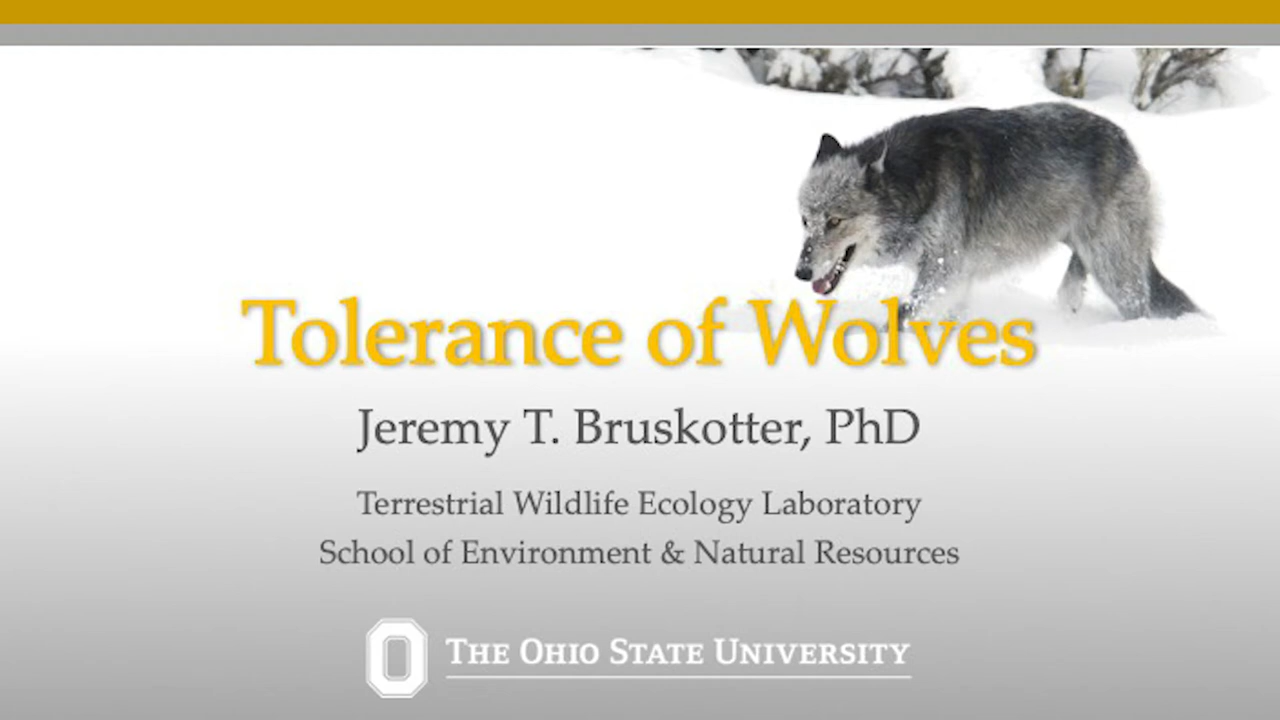 Tolerance of Wolves
Jeremy T. Bruskotter, PhD
Terrestrial Wildlife Ecology Laboratory
School of Environment & Natural Resources
The Ohio State University